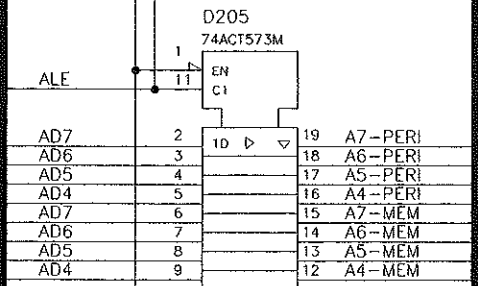 D205
74ACT573M
1 EN
ALE 11 C1
1D
AD7 2 19 A7-PERI
AD6 3 18 A6-PERI
AD5 4 17 A5-PERI
AD4 5 16 A4-PERI
AD7 6 15 A7-MEM
AD6 7 14 A6-MEM
AD5 8 13 A5-MEM
AD4 9 12 A4-MEM